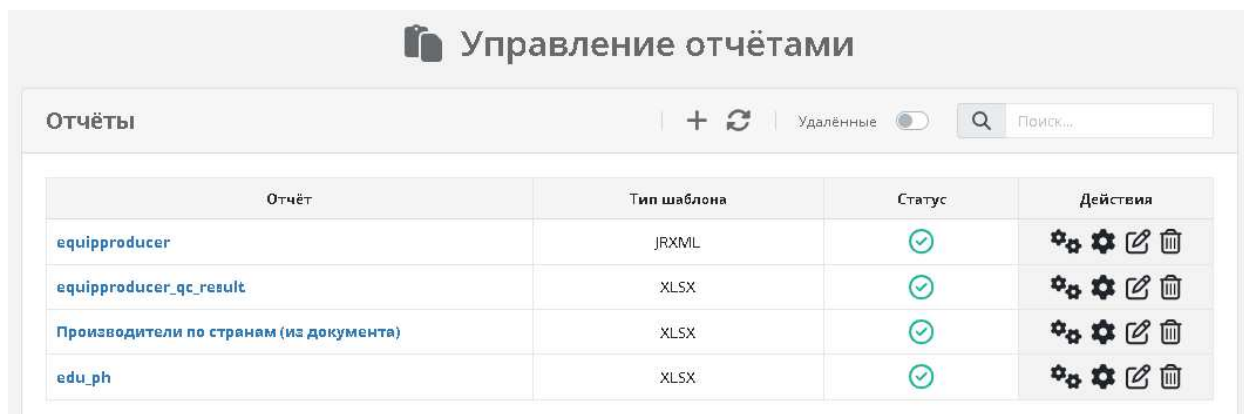 Управление отчётами
Отчёты Удалённые Поиск...
Отчёт Тип шаблона Статус Действия
equipproducer JRXML
equipproducer_qc_result XLSX
Производители по странам (из документа) XLSX
edu_ph XLSX